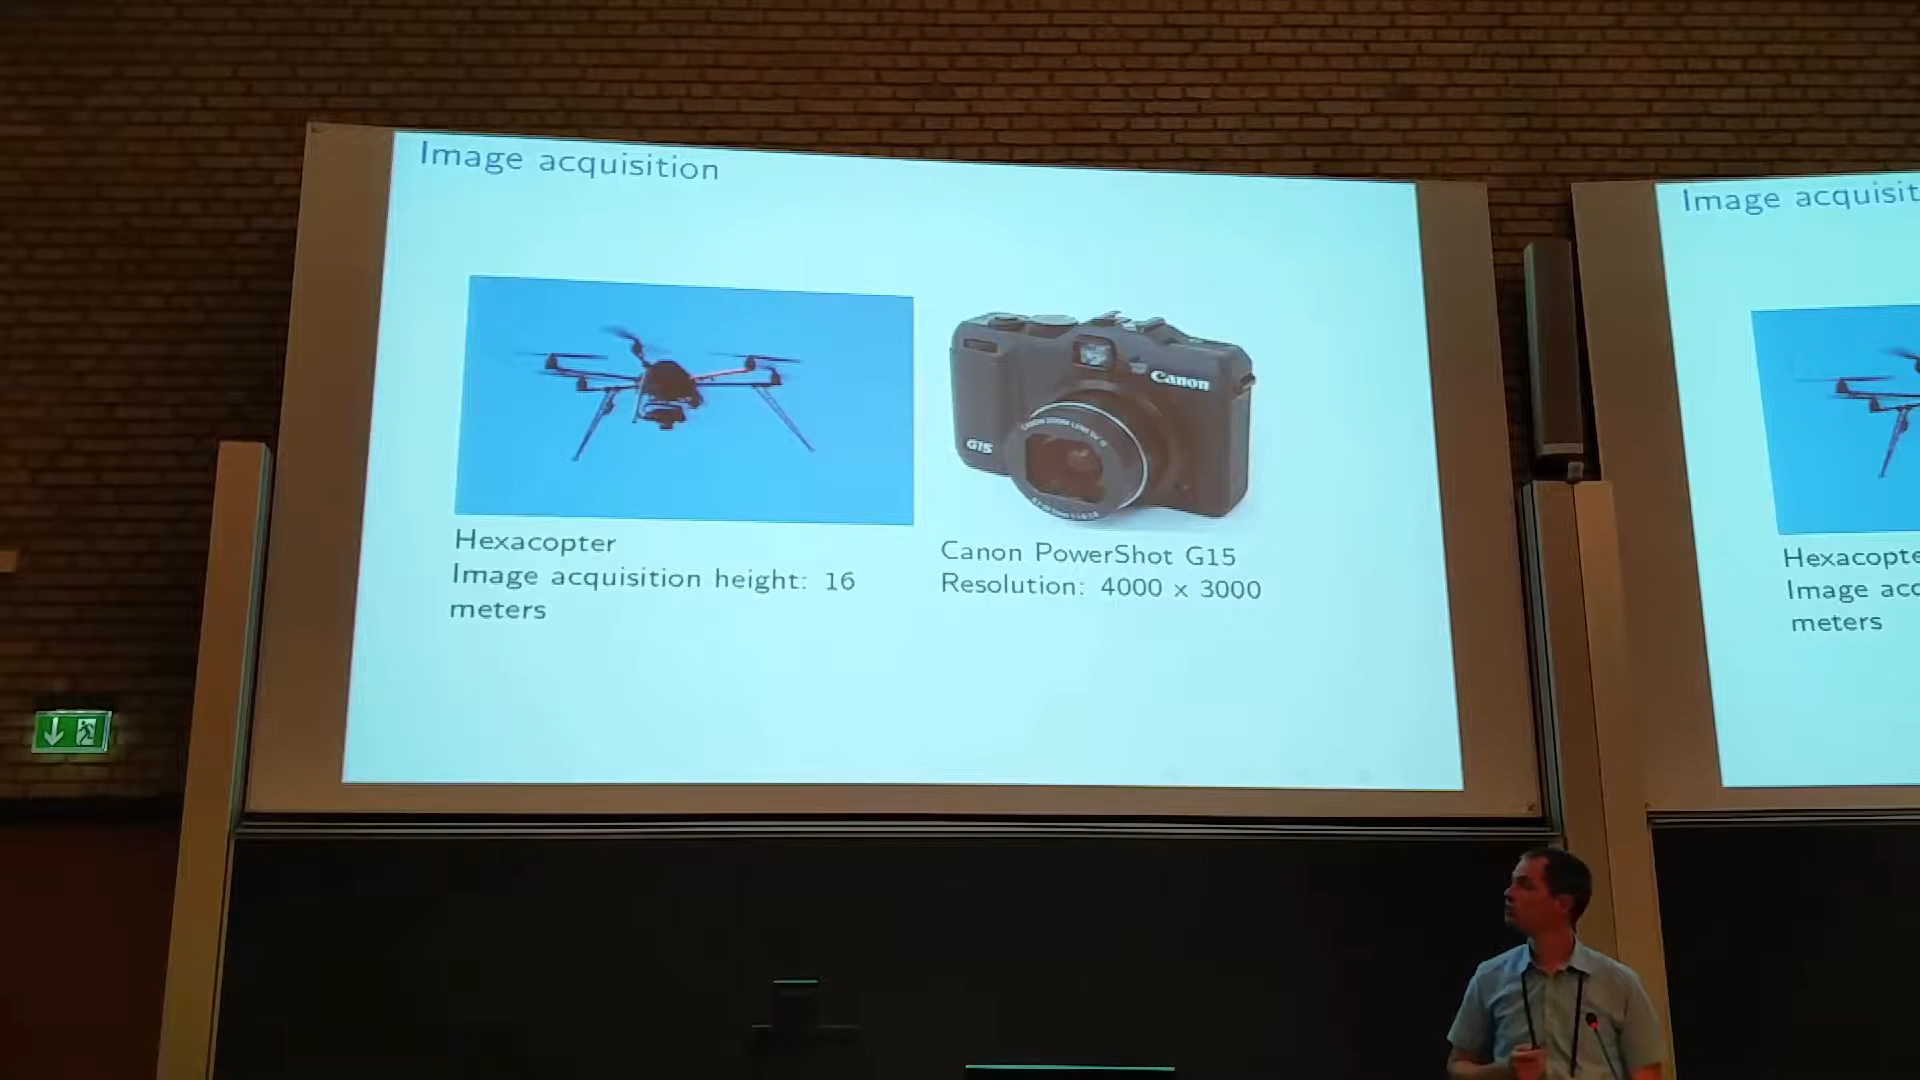 Image acquisition
Canon
G15
Hexacopter
Image acquisition height: 16
meters
Canon PowerShot G15
Resolution: 4000 x 3000
Image acquisit
Hexacopte
Image acc
meters